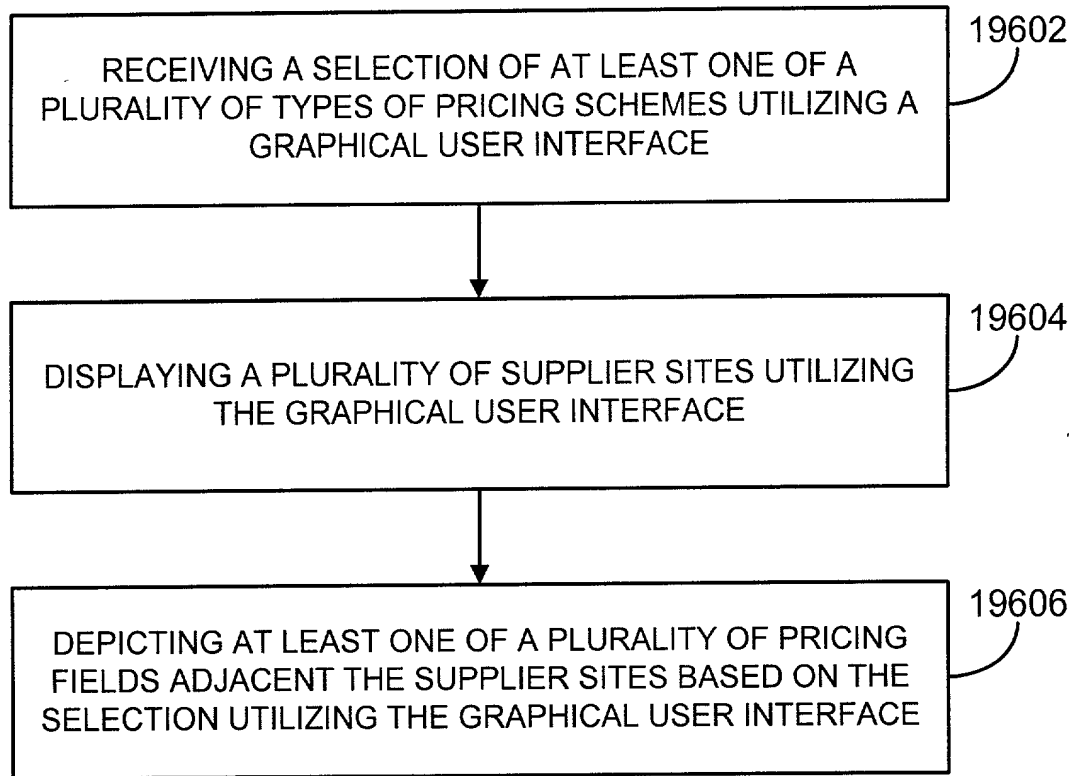 19602
RECEIVING A SELECTION OF AT LEAST ONE OF A
PLURALITY OF TYPES OF PRICING SCHEMES UTILIZING A
GRAPHICAL USER INTERFACE
19604
DISPLAYING A PLURALITY OF SUPPLIER SITES UTILIZING
THE GRAPHICAL USER INTERFACE
19606
DEPICTING AT LEAST ONE OF A PLURALITY OF PRICING
FIELDS ADJACENT THE SUPPLIER SITES BASED ON THE
SELECTION UTILIZING THE GRAPHICAL USER INTERFACE